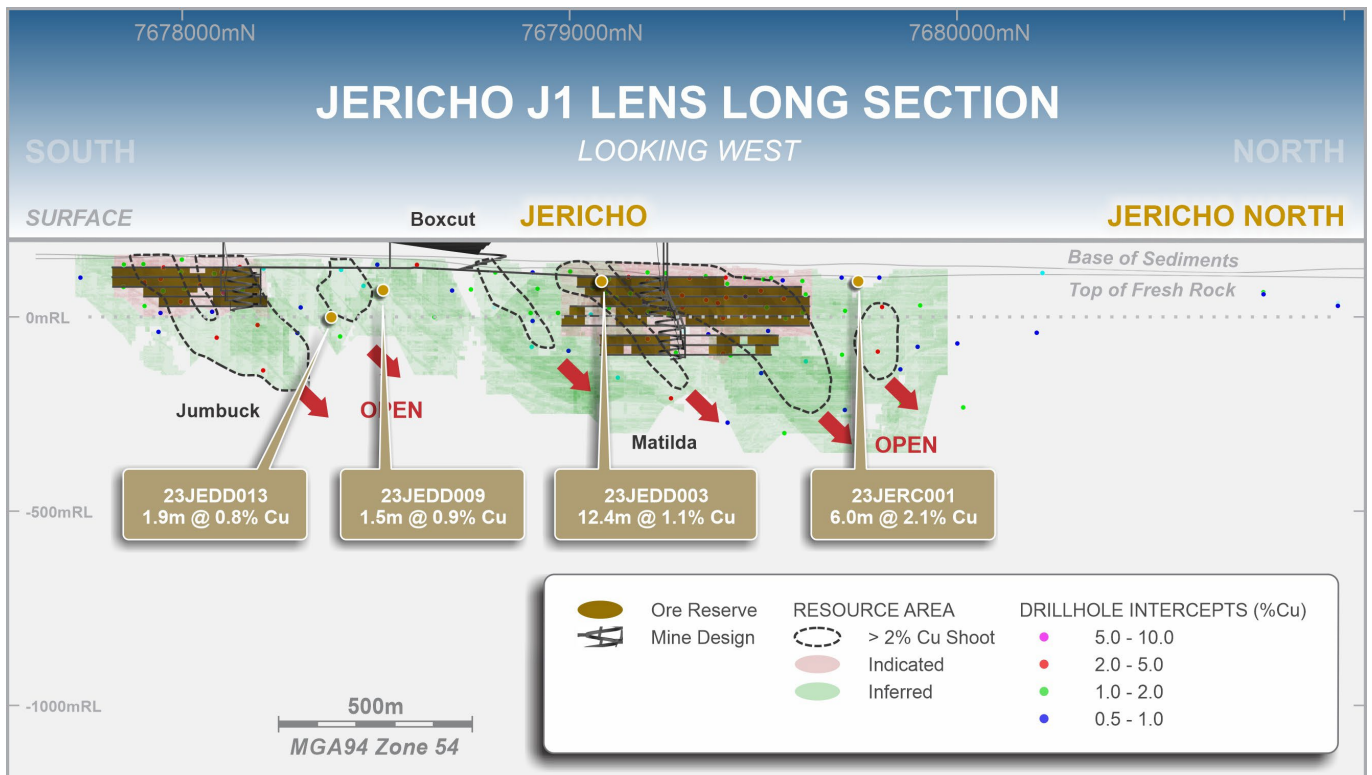 7678000mN
7679000mN
7680000mN
JERICHO J1 LENS LONG SECTION
SOUTH
LOOKING WEST
NORTH
SURFACE
Boxcut
JERICHO
JERICHO NORTH
Base of Sediments
Top of Fresh Rock
0mRL
Jumbuck
OPEN
Matilda
OPEN
23JEDD013
1.9m @ 0.8% Cu
23JEDD009
1.5m @ 0.9% Cu
23JEDD003
12.4m @ 1.1% Cu
23JERC001
6.0m @ 2.1% Cu
-500mRL
Ore Reserve
Mine Design
RESOURCE AREA
> 2% Cu Shoot
Indicated
Inferred
DRILLHOLE INTERCEPTS (%Cu)
5.0 - 10.0
2.0 - 5.0
1.0 - 2.0
0.5 - 1.0
-1000mRL
500m
MGA94 Zone 54